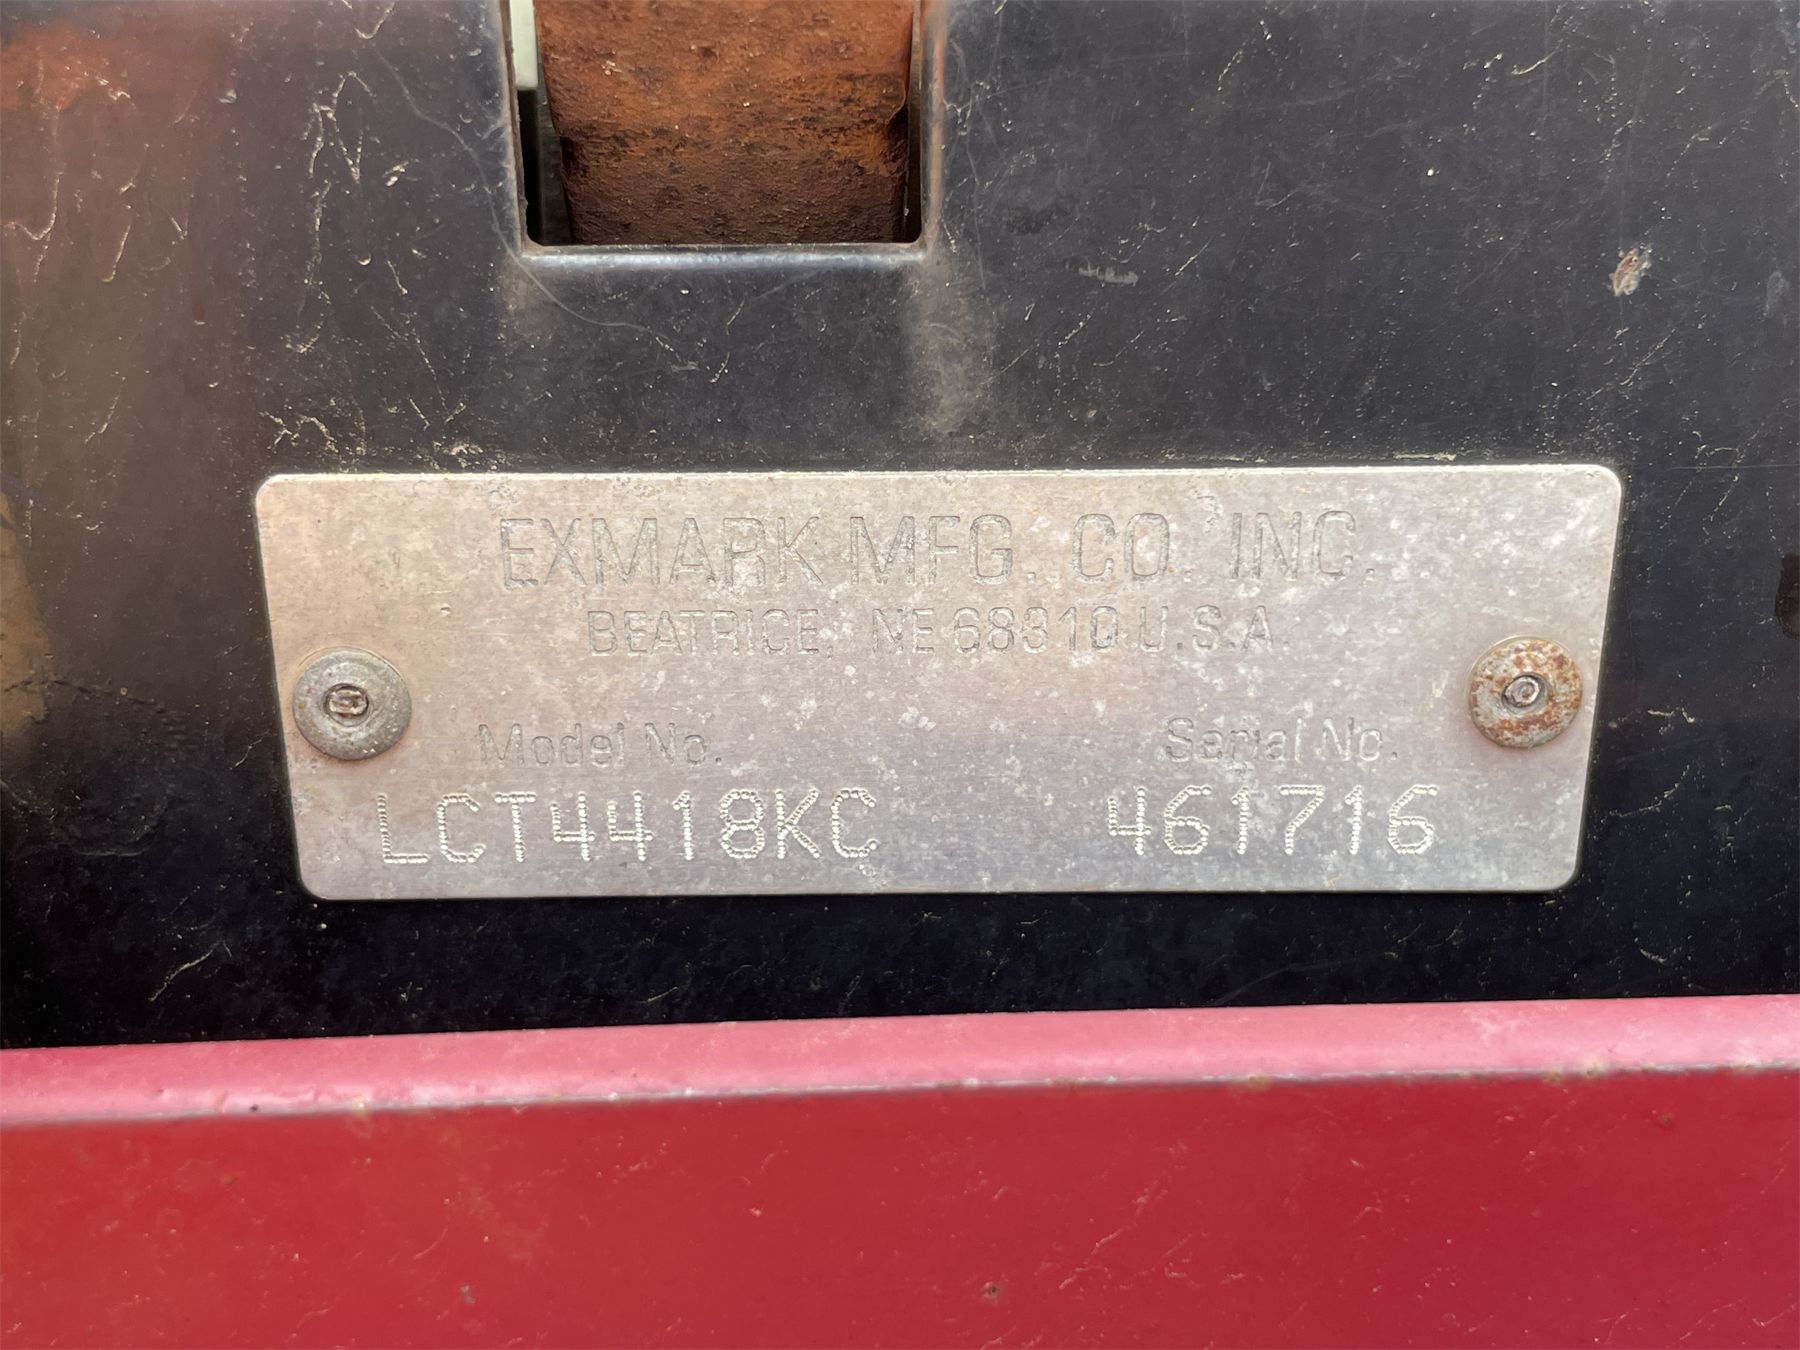 EXMARK MFG. CO. INC.
BEATRICE, NE 68310 U.S.A.
Model No. Serial No.
LCT4418KC 461716